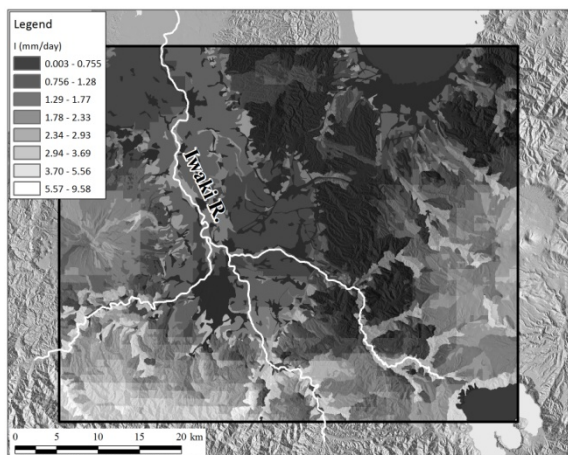 Legend
I (mm/day)
0.003 - 0.755
0.756 - 1.28
1.29 - 1.77
1.78 - 2.33
2.34 - 2.93
2.94 - 3.69
3.70 - 5.56
5.57 - 9.58
Iwaki R.
0 5 10 15 20 km